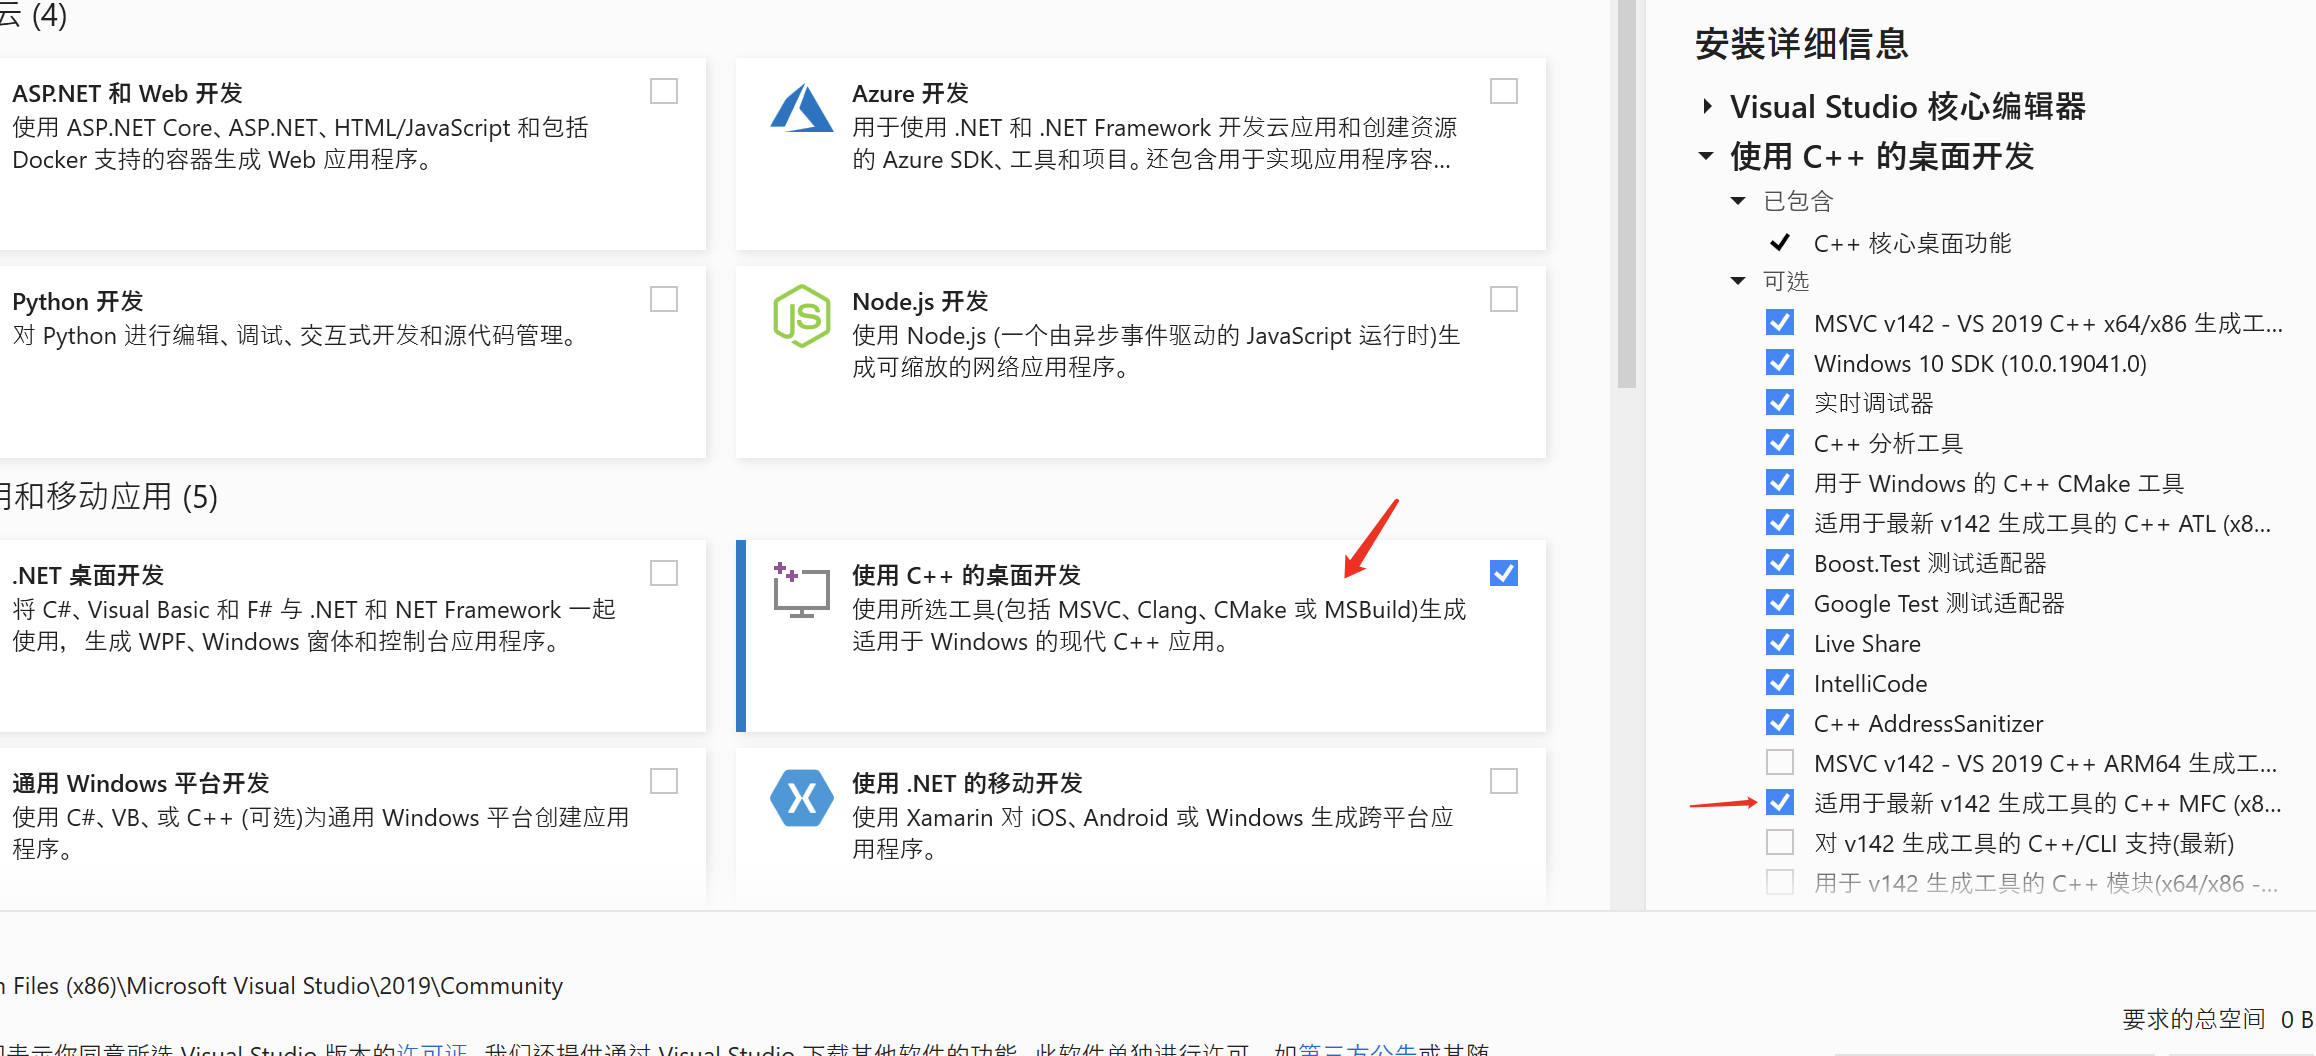 云 (4)
ASP.NET 和 Web 开发
使用 ASP.NET Core、ASP.NET、HTML/JavaScript 和包括
Docker 支持的容器生成 Web 应用程序。
Azure 开发
用于使用 .NET 和 .NET Framework 开发云应用和创建资源
的 Azure SDK、工具和项目。还包含用于实现应用程序容...
Python 开发
对 Python 进行编辑、调试、交互式开发和源代码管理。
Node.js 开发
使用 Node.js (一个由异步事件驱动的 JavaScript 运行时)生
成可缩放的网络应用程序。
用和移动应用 (5)
.NET 桌面开发
将 C#、Visual Basic 和 F# 与 .NET 和 NET Framework 一起
使用，生成 WPF、Windows 窗体和控制台应用程序。
使用 C++ 的桌面开发
使用所选工具(包括 MSVC、Clang、CMake 或 MSBuild)生成
适用于 Windows 的现代 C++ 应用。
通用 Windows 平台开发
使用 C#、VB、或 C++ (可选)为通用 Windows 平台创建应用
程序。
使用 .NET 的移动开发
使用 Xamarin 对 iOS、Android 或 Windows 生成跨平台应
用程序。
安装详细信息
Visual Studio 核心编辑器
使用 C++ 的桌面开发
已包含
C++ 核心桌面功能
可选
MSVC v142 - VS 2019 C++ x64/x86 生成工...
Windows 10 SDK (10.0.19041.0)
实时调试器
C++ 分析工具
用于 Windows 的 C++ CMake 工具
适用于最新 v142 生成工具的 C++ ATL (x8...
Boost.Test 测试适配器
Google Test 测试适配器
Live Share
IntelliCode
C++ AddressSanitizer
MSVC v142 - VS 2019 C++ ARM64 生成工...
适用于最新 v142 生成工具的 C++ MFC (x8...
对 v142 生成工具的 C++/CLI 支持(最新)
用于 v142 生成工具的 C++ 模块(x64/x86 -...
Files (x86)\Microsoft Visual Studio\2019\Community
要求的总空间 0 B
表示你同意所选 Visual Studio 版本的许可证。我们还提供通过 Visual Studio 下载其他软件的功能。此软件单独进行许可，如第三方公告或其随